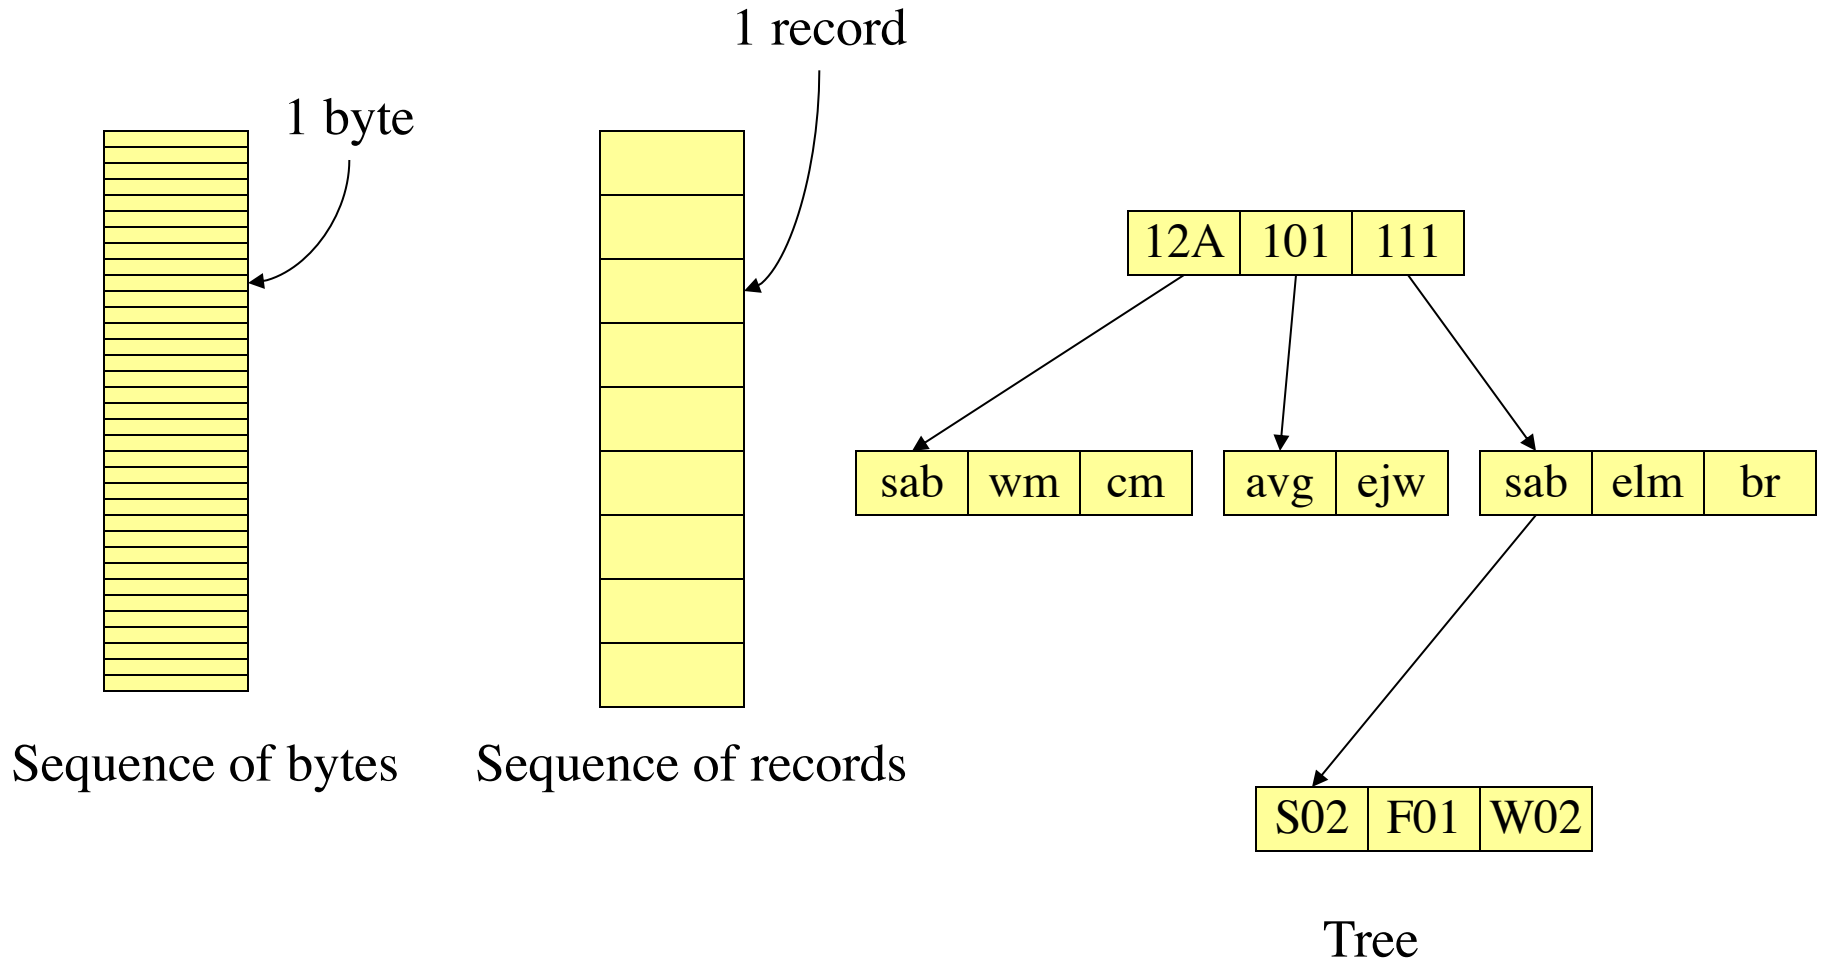 1 record
1 byte
12A 101 111
sab wm cm avg ejw sab elm br
Sequence of bytes Sequence of records
S02 F01 W02
Tree